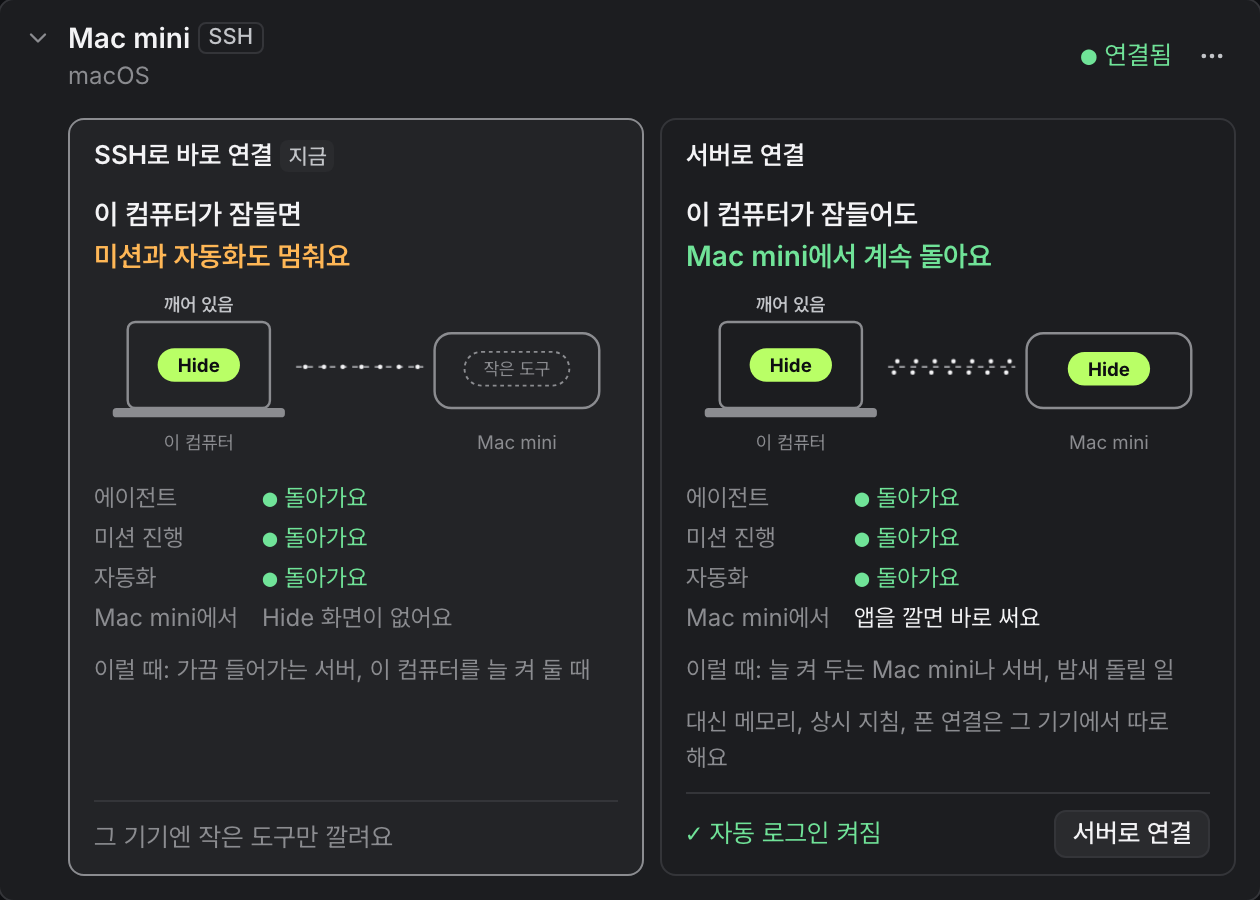 Mac mini SSH
macOS
연결됨
SSH로 바로 연결 지금
이 컴퓨터가 잠들면
미션과 자동화도 멈춰요
깨어 있음
Hide
작은 도구
이 컴퓨터
Mac mini
에이전트 돌아가요
미션 진행 돌아가요
자동화 돌아가요
Mac mini에서 Hide 화면이 없어요
이럴 때: 가끔 들어가는 서버, 이 컴퓨터를 늘 켜 둘 때
그 기기엔 작은 도구만 깔려요
서버로 연결
이 컴퓨터가 잠들어도
Mac mini에서 계속 돌아요
깨어 있음
Hide
Hide
이 컴퓨터
Mac mini
에이전트 돌아가요
미션 진행 돌아가요
자동화 돌아가요
Mac mini에서 앱을 깔면 바로 써요
이럴 때: 늘 켜 두는 Mac mini나 서버, 밤새 돌릴 일
대신 메모리, 상시 지침, 폰 연결은 그 기기에서 따로
해요
✓ 자동 로그인 켜짐
서버로 연결